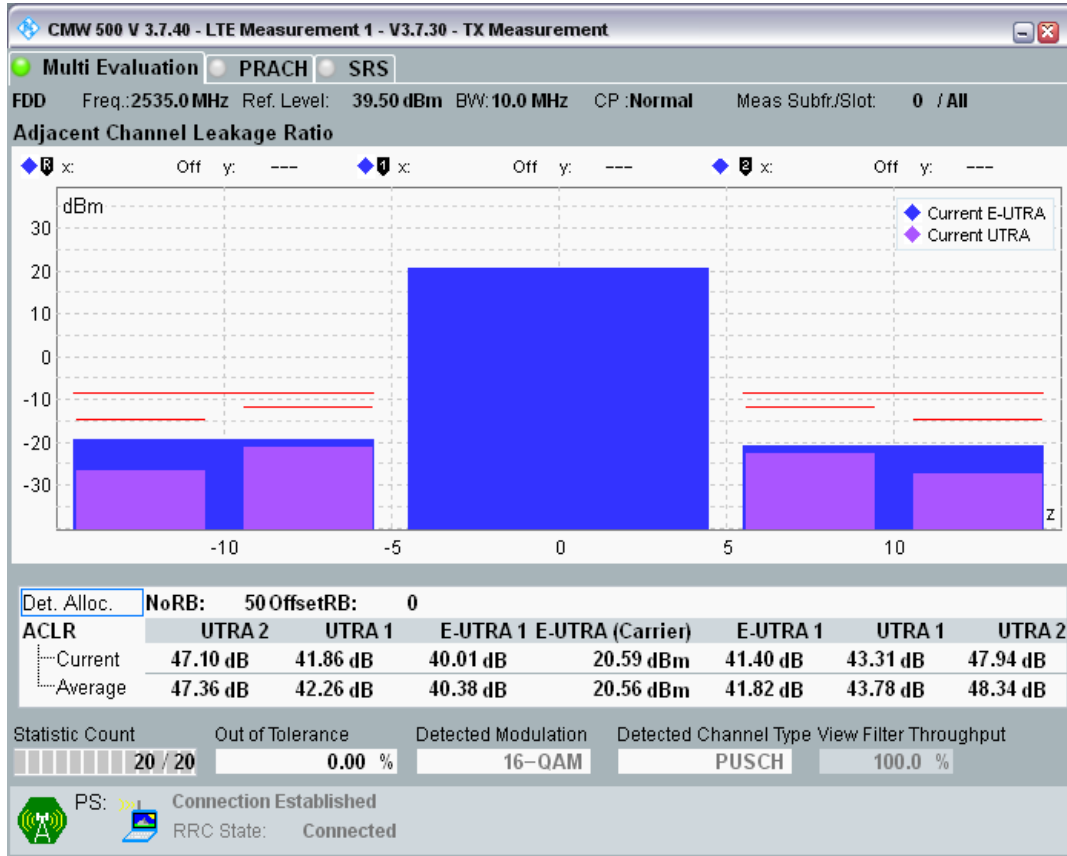 CMW 500 V 3.7.40 - LTE Measurement 1 - V3.7.30 - TX Measurement
Multi Evaluation PRACH SRS
FDD Freq.:2535.0 MHz Ref. Level: 39.50 dBm BW: 10.0 MHz CP :Normal Meas Subfr./Slot: 0 / All
Adjacent Channel Leakage Ratio
R x: Off y: --- 1 x: Off y: --- 2 x: Off y: ---
dBm
Current E-UTRA
Current UTRA
30
20
10
0
-10
-20
-30
z
-10 -5 0 5 10
Det. Alloc. NoRB: 50 OffsetRB: 0
ACLR UTRA 2 UTRA 1 E-UTRA 1 E-UTRA (Carrier) E-UTRA 1 UTRA 1 UTRA 2
Current 47.10 dB 41.86 dB 40.01 dB 20.59 dBm 41.40 dB 43.31 dB 47.94 dB
Average 47.36 dB 42.26 dB 40.38 dB 20.56 dBm 41.82 dB 43.78 dB 48.34 dB
Statistic Count Out of Tolerance Detected Modulation Detected Channel Type View Filter Throughput
20 / 20 0.00 % 16-QAM PUSCH 100.0 %
PS: Connection Established
RRC State: Connected